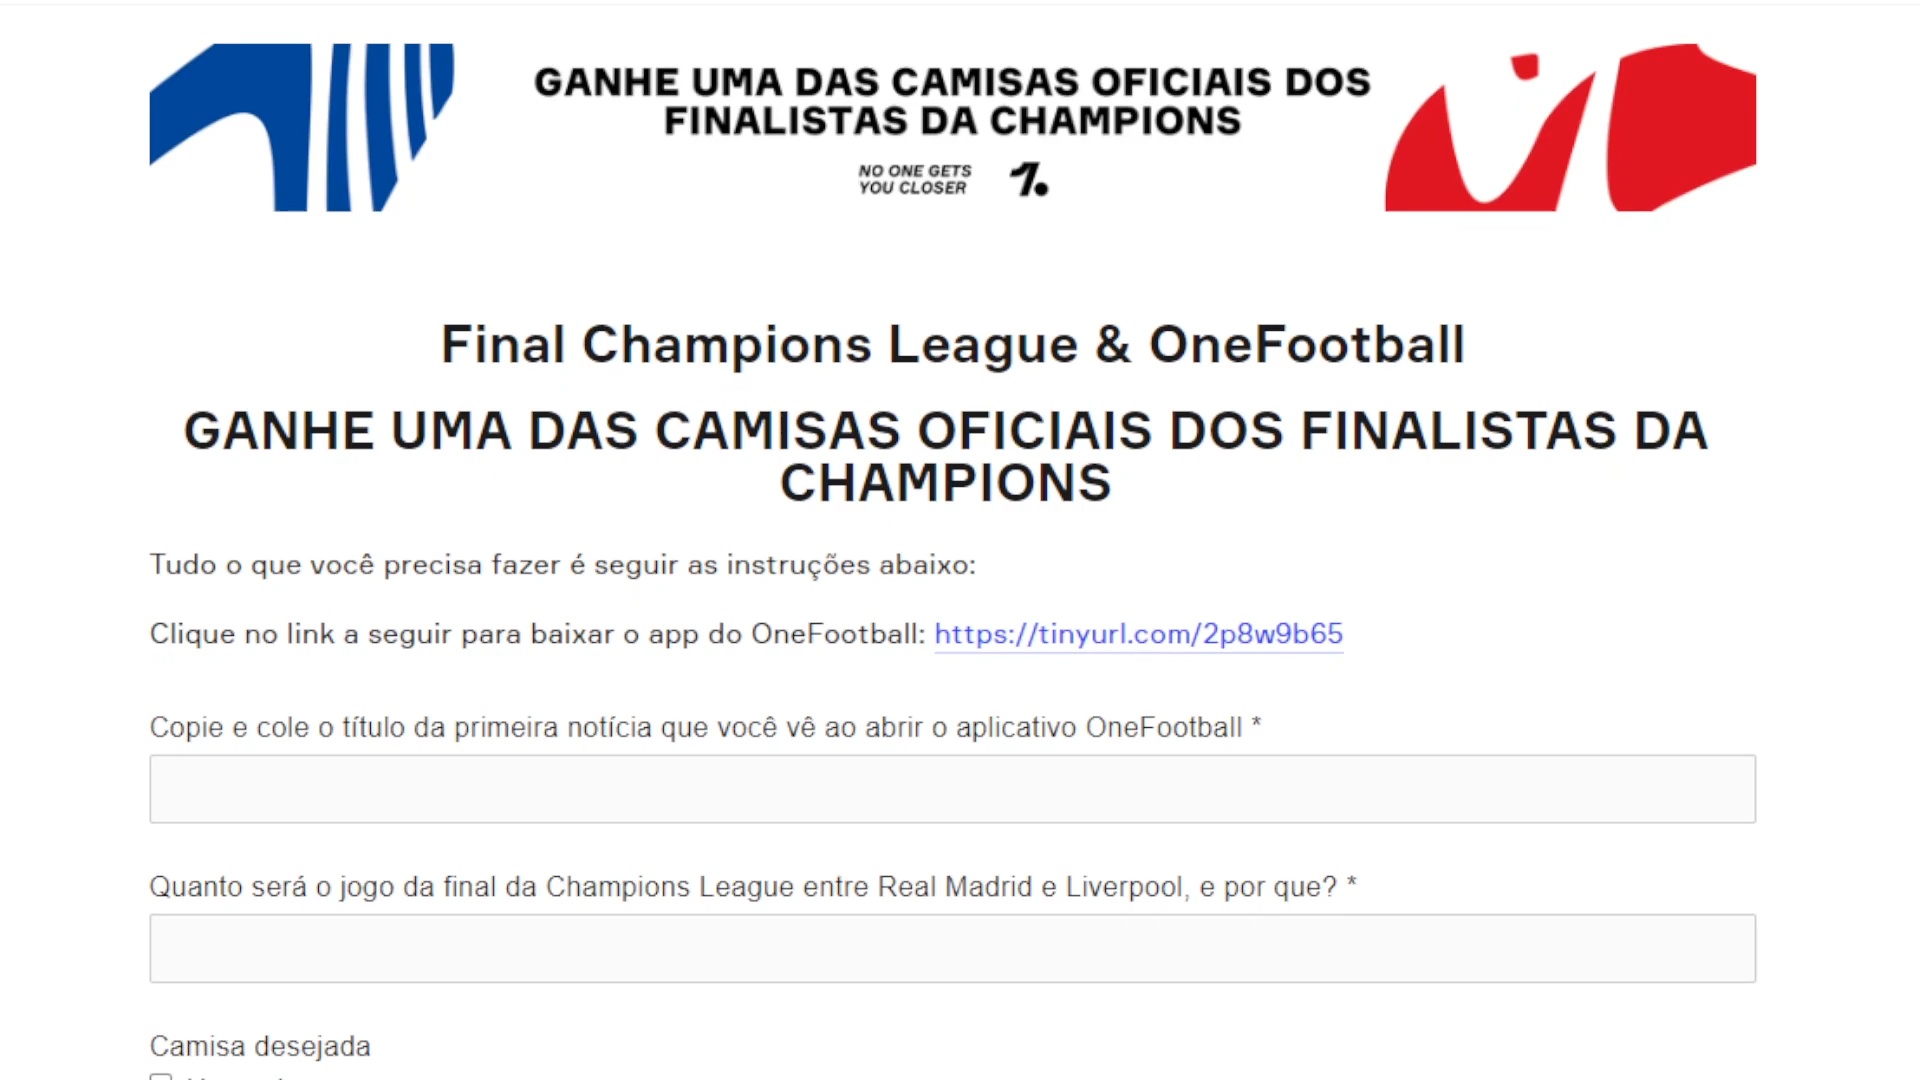 GANHE UMA DAS CAMISAS OFICIAIS DOS
FINALISTAS DA CHAMPIONS
NO ONE GETS
YOU CLOSER
Final Champions League & OneFootball
GANHE UMA DAS CAMISAS OFICIAIS DOS FINALISTAS DA
CHAMPIONS
Tudo o que você precisa fazer é seguir as instruções abaixo:
Clique no link a seguir para baixar o app do OneFootball: https://tinyurl.com/2p8w9b65
Copie e cole o título da primeira notícia que você vê ao abrir o aplicativo OneFootball *
Quanto será o jogo da final da Champions League entre Real Madrid e Liverpool, e por que? *
Camisa desejada